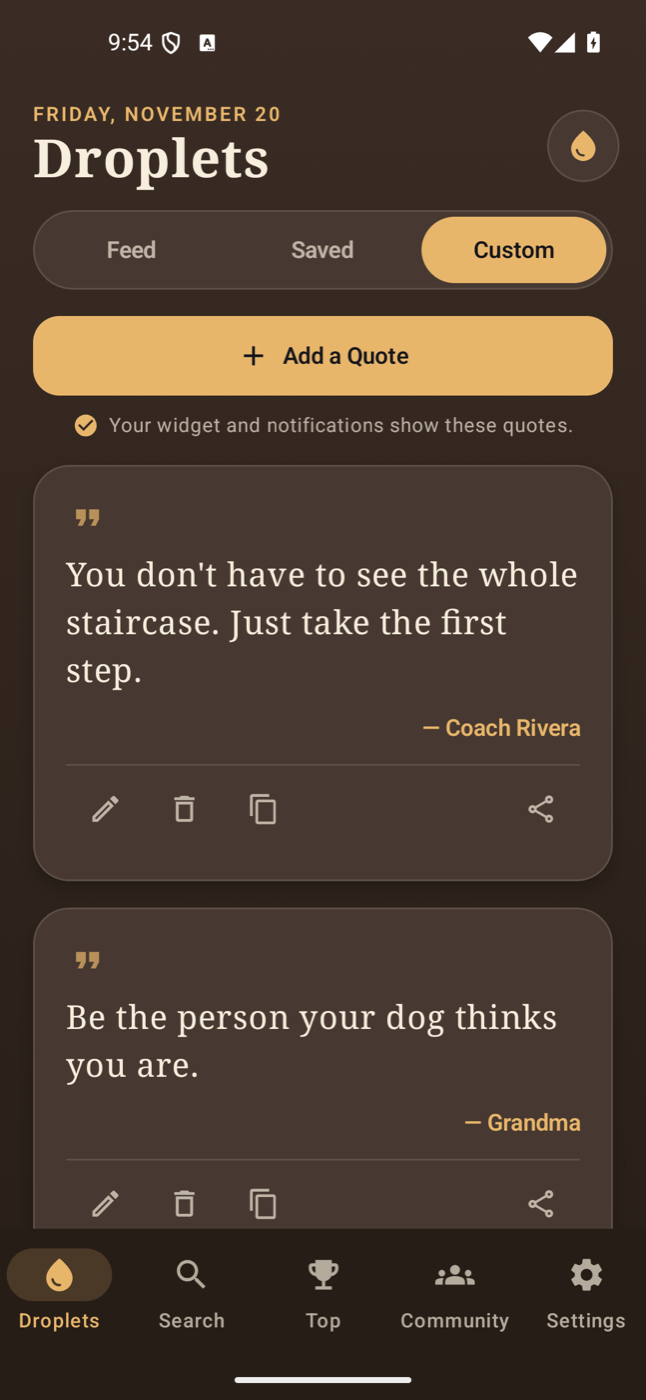 9:54
FRIDAY, NOVEMBER 20
Droplets
Feed
Saved
Custom
Add a Quote
Your widget and notifications show these quotes.
You don't have to see the whole
staircase. Just take the first
step.
— Coach Rivera
Be the person your dog thinks
you are.
— Grandma
Droplets
Search
Top
Community
Settings